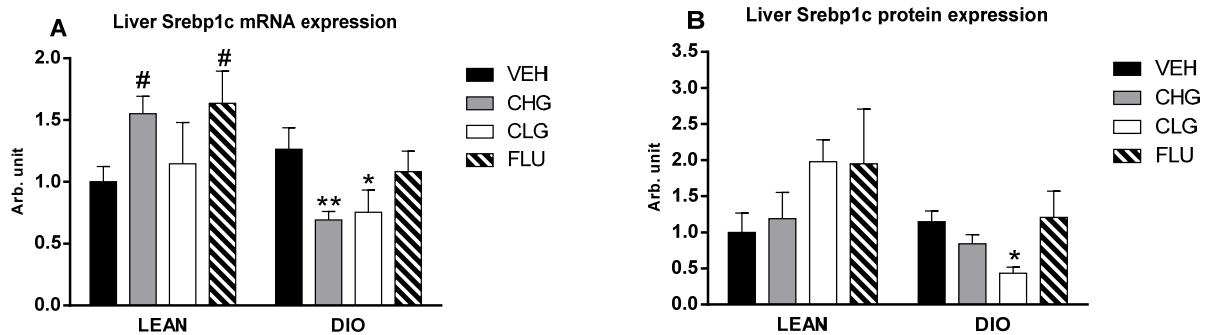 A
Liver Srebp1c mRNA expression
Arb. unit
2.0
1.5
1.0
0.5
0.0
#
#
**
*
LEAN
DIO
VEH
CHG
CLG
FLU
B
Liver Srebp1c protein expression
Arb. unit
3.5
3.0
2.5
2.0
1.5
1.0
0.5
0.0
*
LEAN
DIO
VEH
CHG
CLG
FLU